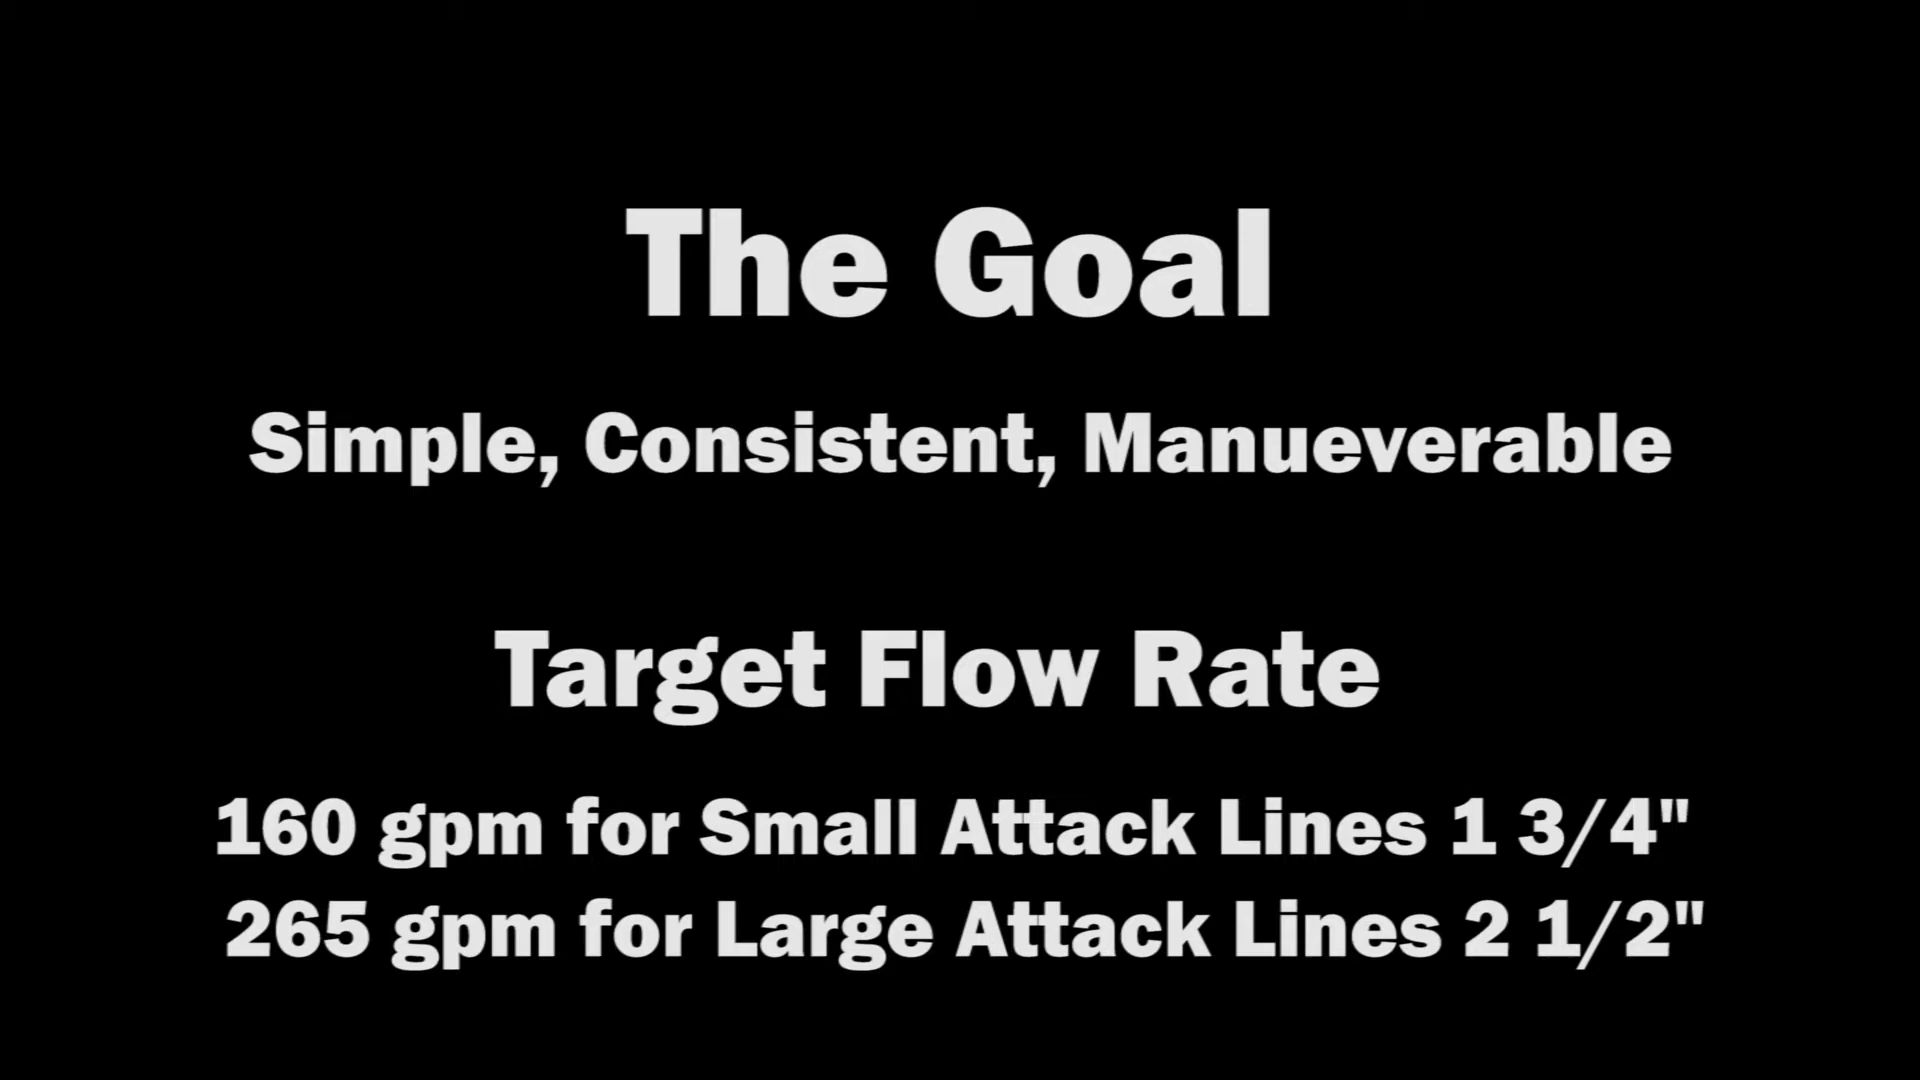 The Goal
Simple, Consistent, Manueverable
Target Flow Rate
160 gpm for Small Attack Lines 1 3/4"
265 gpm for Large Attack Lines 2 1/2"